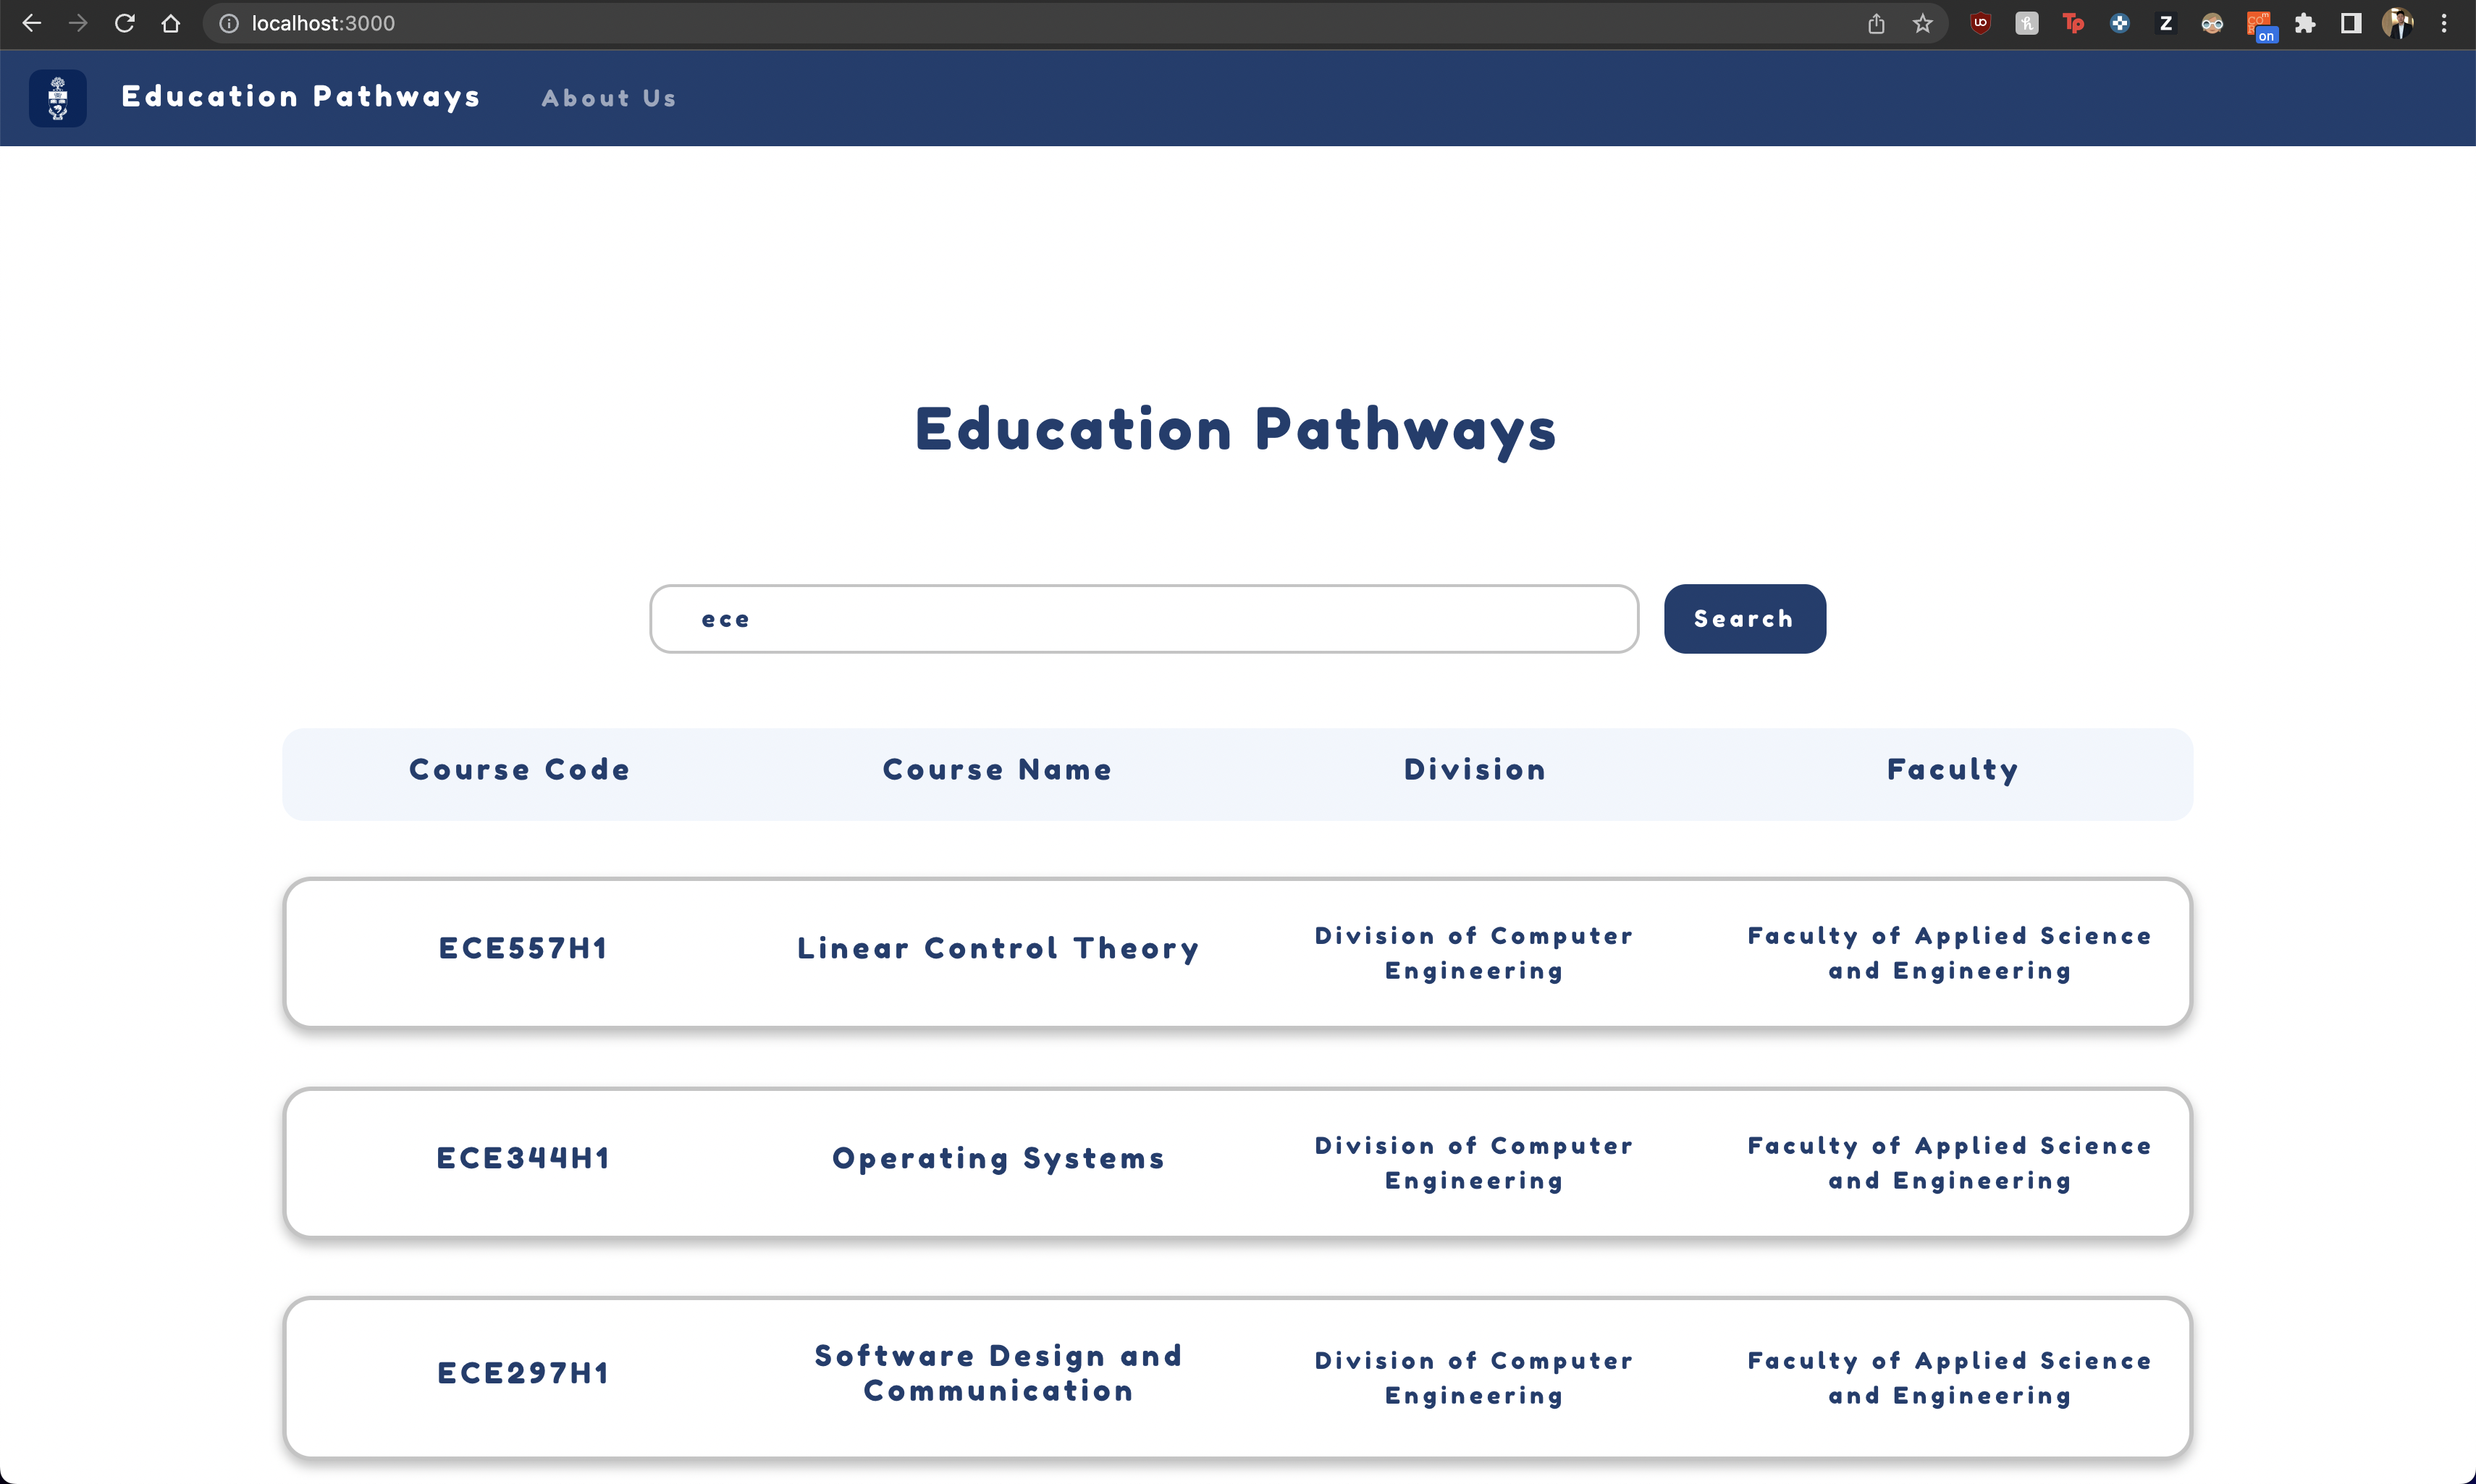 localhost:3000
on
Education Pathways
About Us
Education Pathways
ece
Search
Course Code
Course Name
Division
Faculty
ECE557H1
Linear Control Theory
Division of Computer
Engineering
Faculty of Applied Science
and Engineering
ECE344H1
Operating Systems
Division of Computer
Engineering
Faculty of Applied Science
and Engineering
ECE297H1
Software Design and
Communication
Division of Computer
Engineering
Faculty of Applied Science
and Engineering